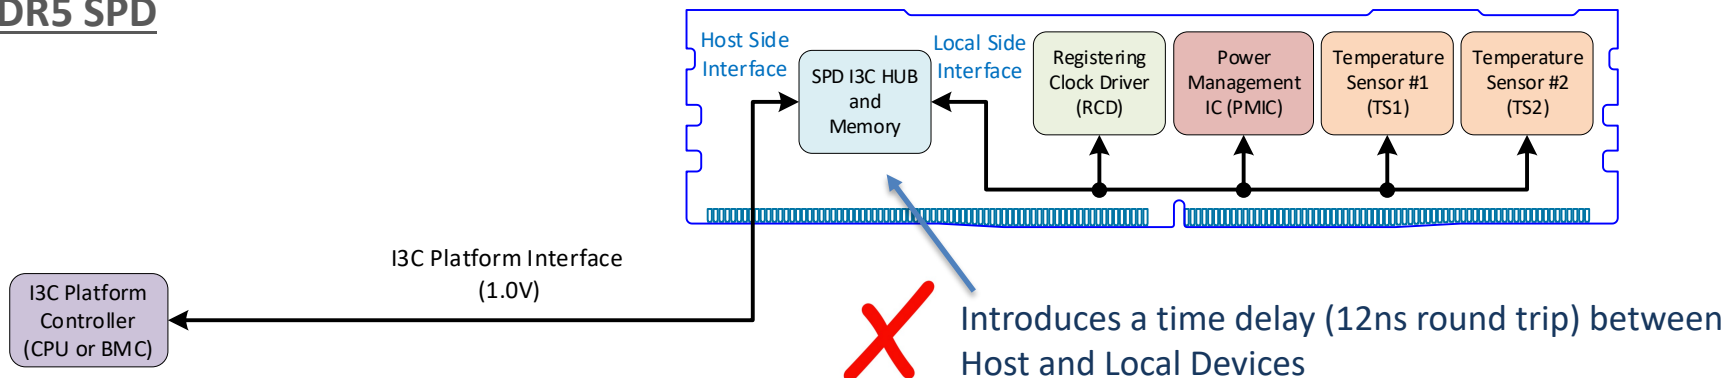 DR5 SPD
Host Side
Interface
SPD I3C HUB
and
Memory
Local Side
Interface
Registering
Clock Driver
(RCD)
Power
Management
IC (PMIC)
Temperature
Sensor #1
(TS1)
Temperature
Sensor #2
(TS2)
I3C Platform Interface
(1.0V)
I3C Platform
Controller
(CPU or BMC)
Introduces a time delay (12ns round trip) between
Host and Local Devices